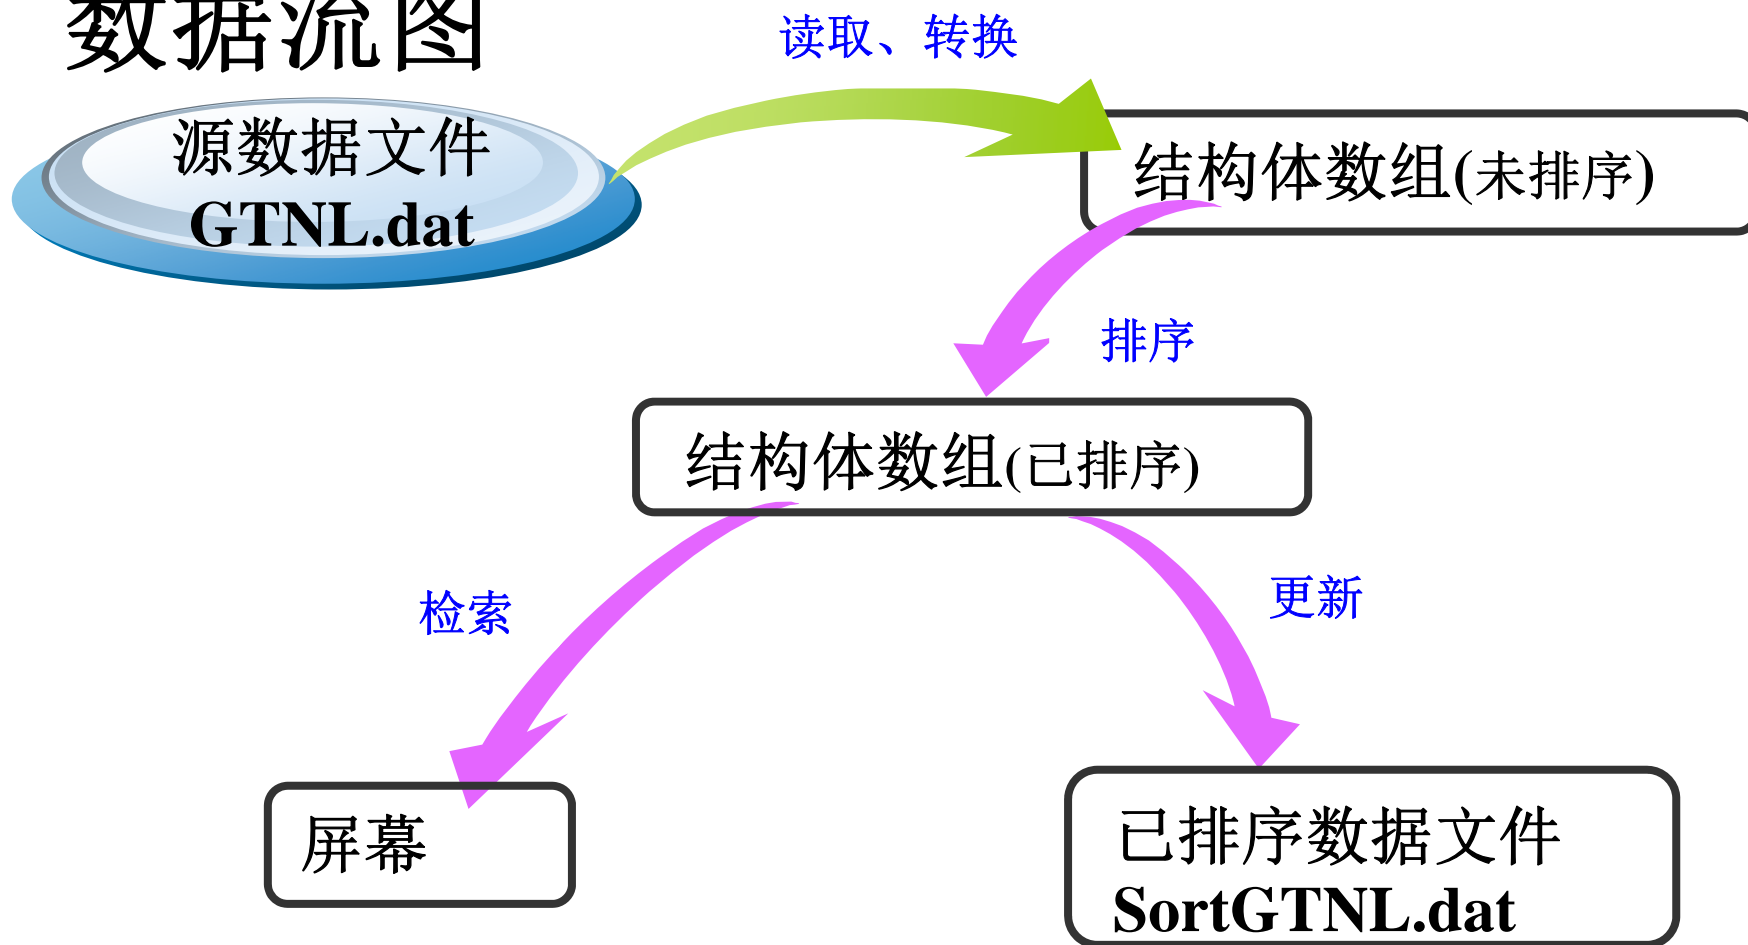 数据流图
读取、转换
源数据文件
GTNL.dat
结构体数组(未排序)
排序
结构体数组(已排序)
检索
更新
屏幕
已排序数据文件
SortGTNL.dat